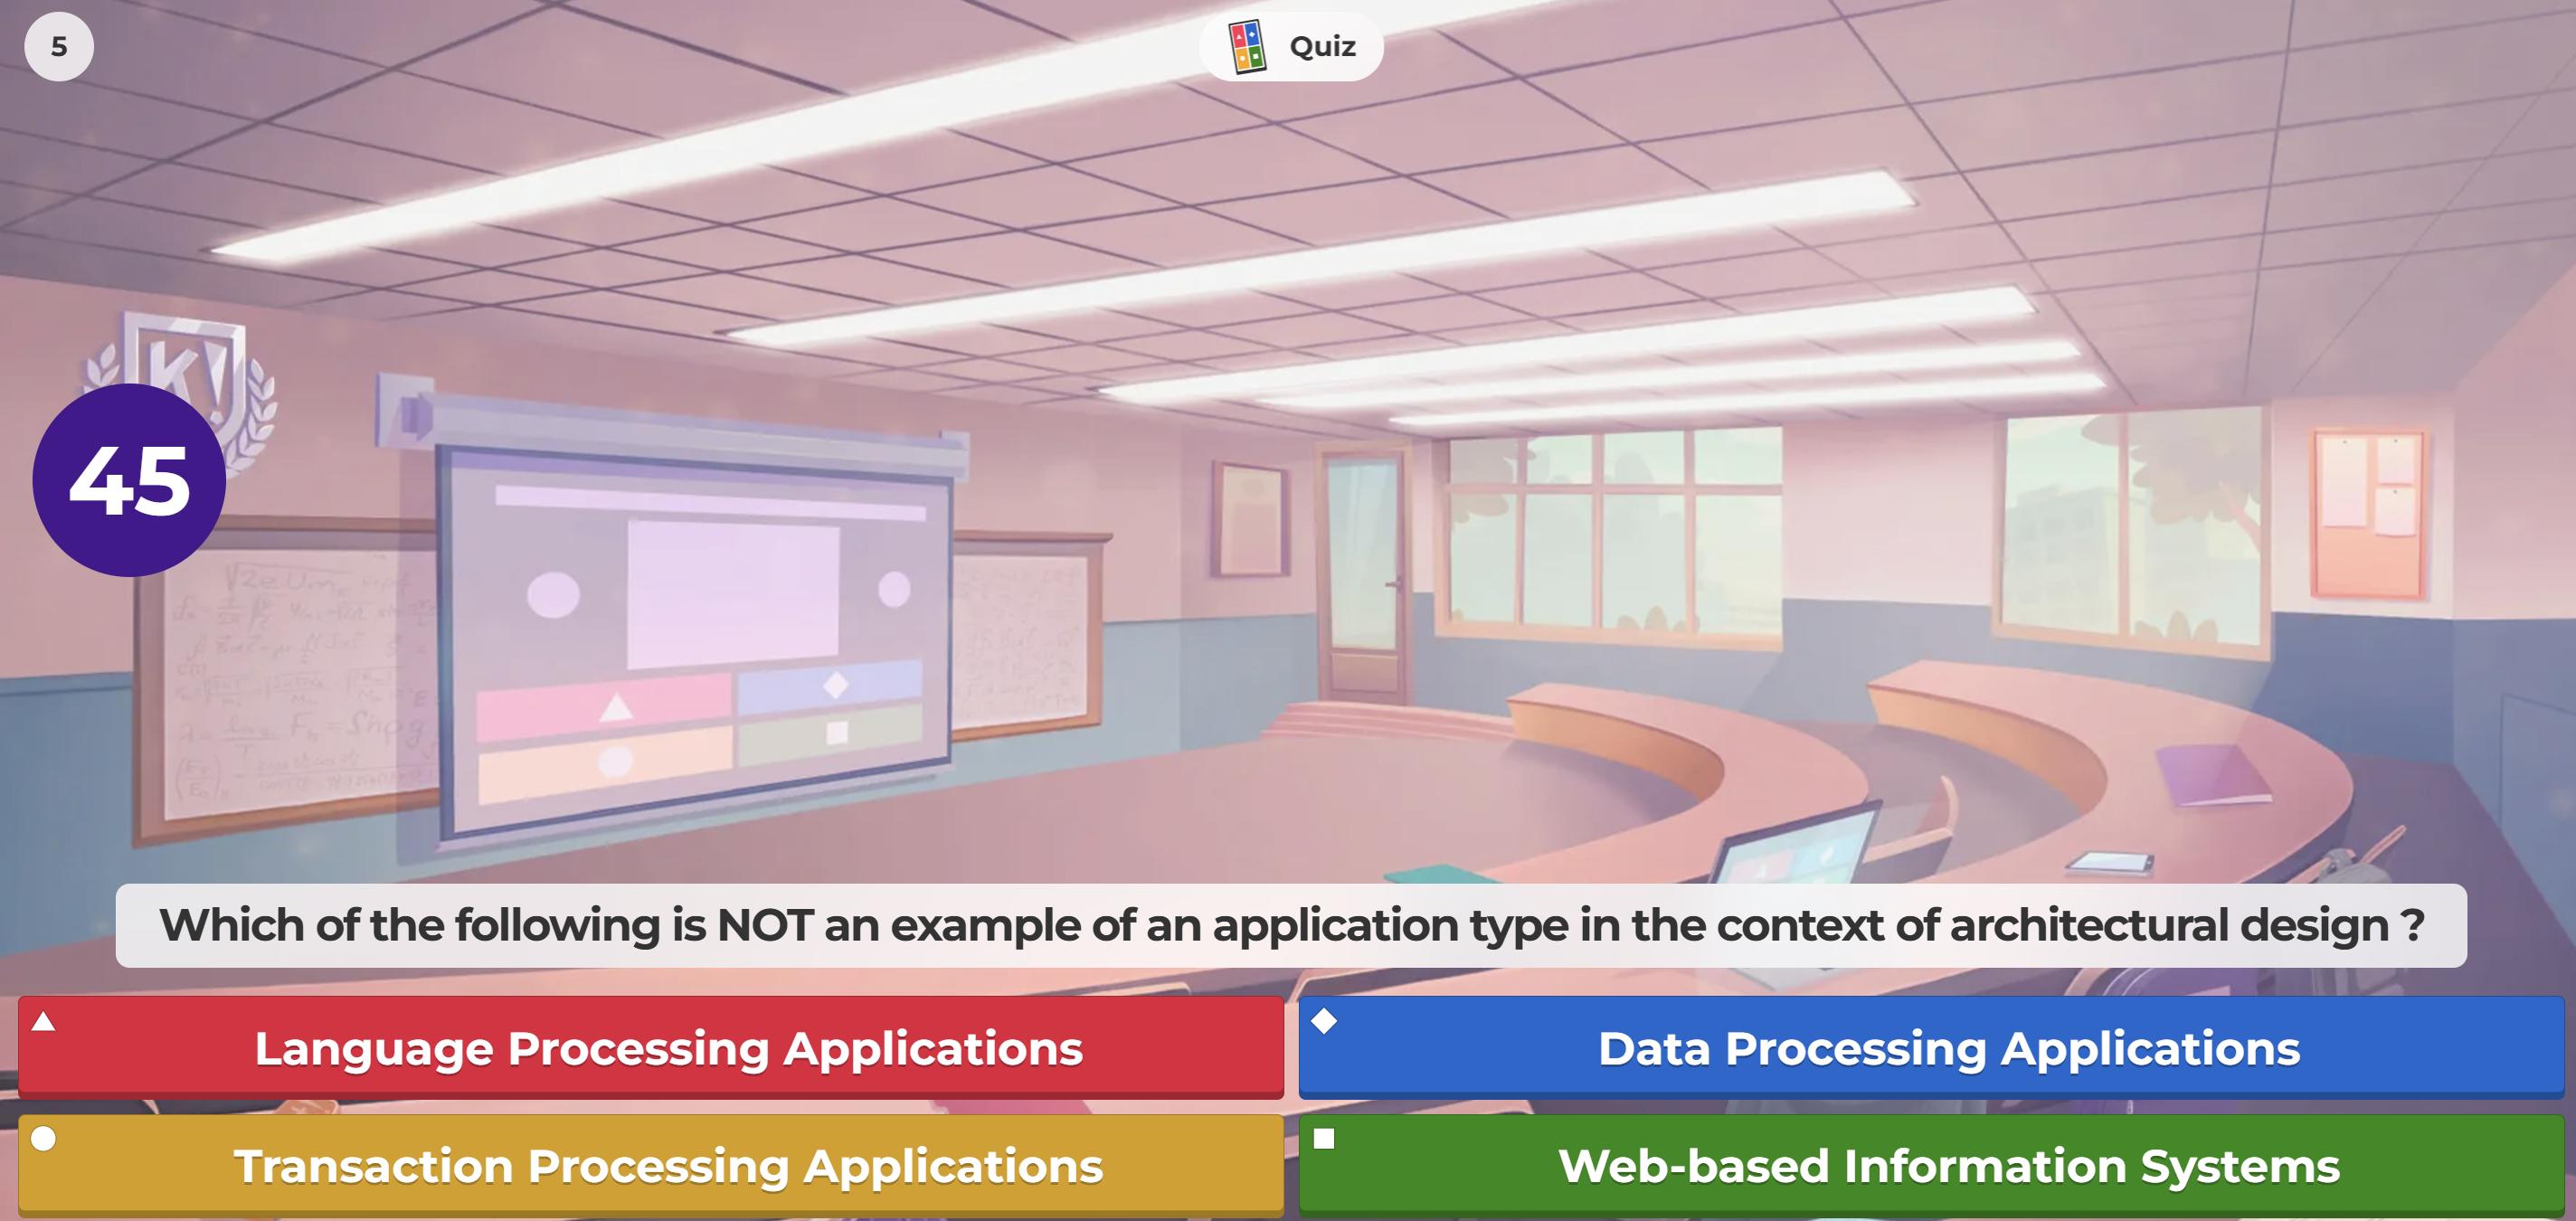 5
Quiz
K!
45
Which of the following is NOT an example of an application type in the context of architectural design ?
Language Processing Applications
Data Processing Applications
Transaction Processing Applications
Web-based Information Systems